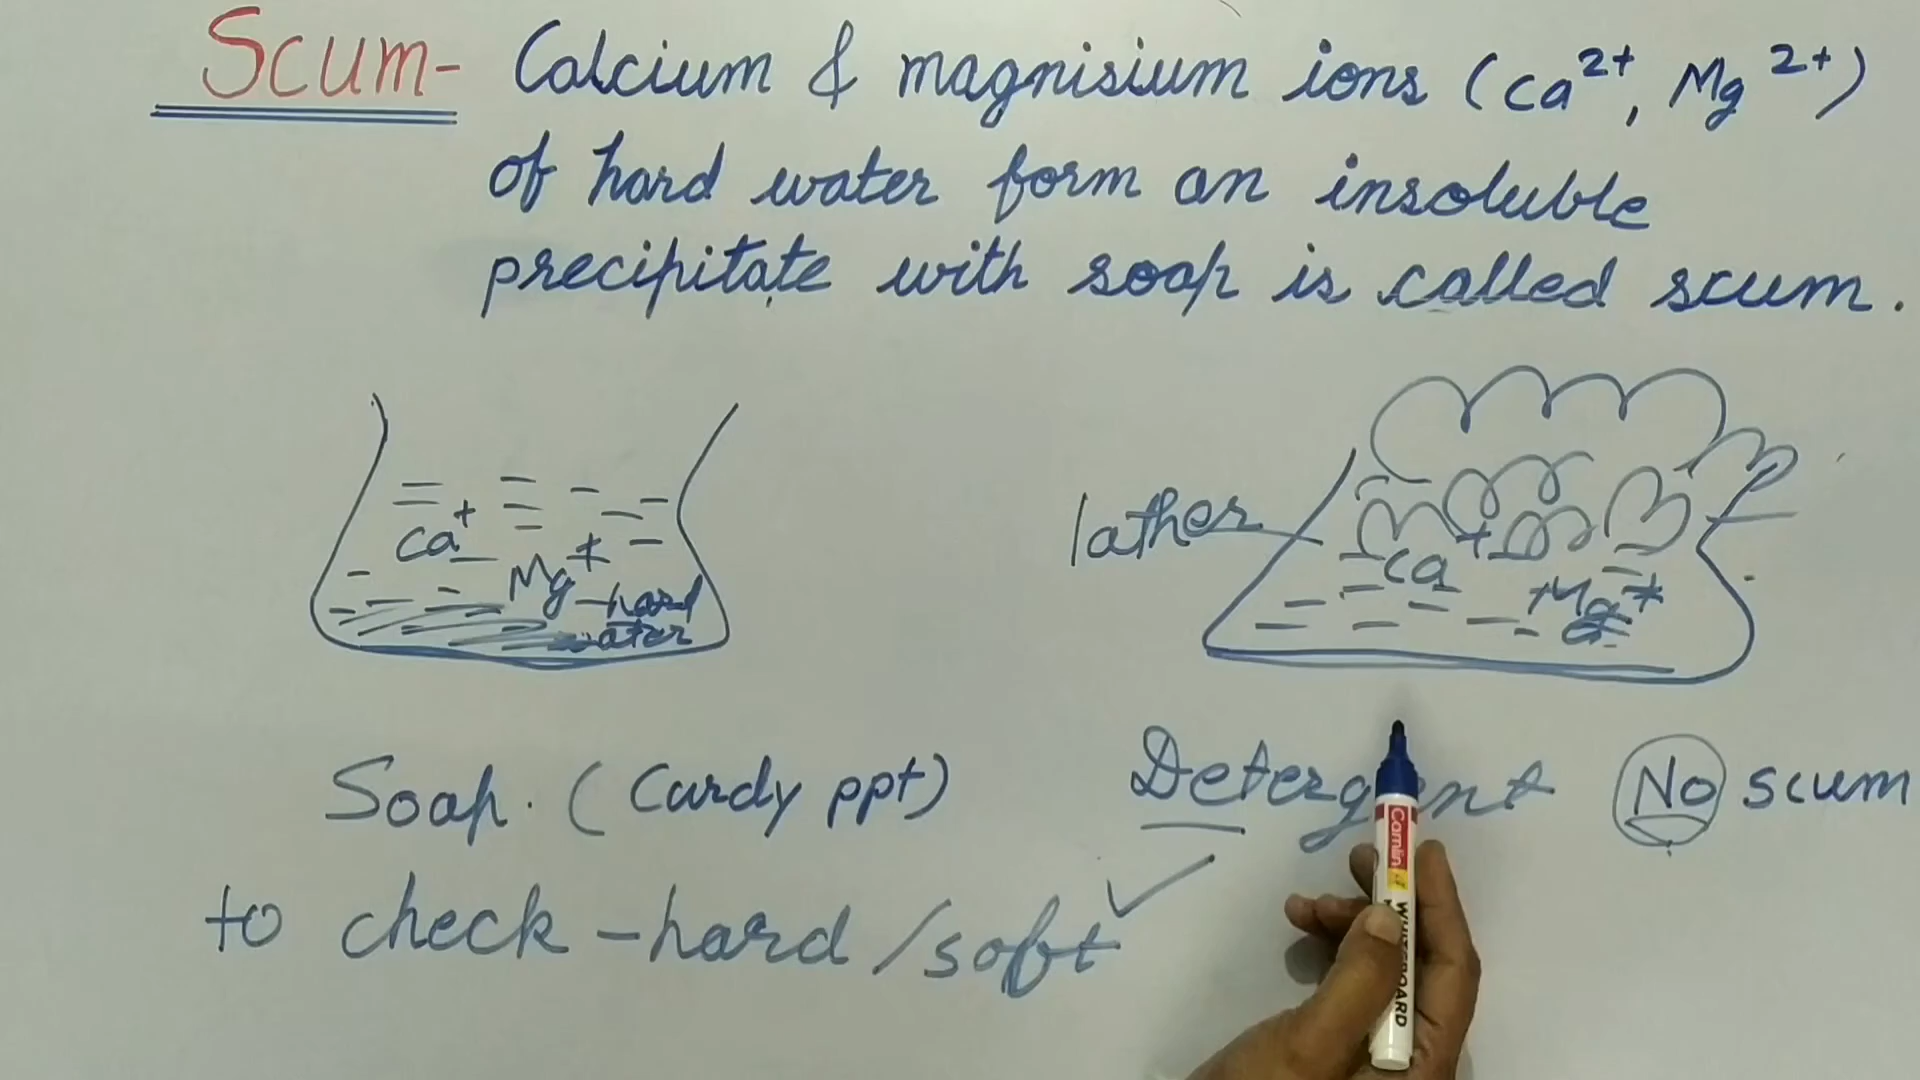 Scum- Calcium & magnisium ions (Ca²⁺, Mg²⁺)
of hard water form an insoluble
precipitate with soap is called scum.
Ca⁺
Mg⁺
hard
water
lather
Ca⁺
Mg⁺
Soap. (Curdy ppt)
Detergent No scum
to check - hard / soft ✓
Camlin
WHITEBOARD